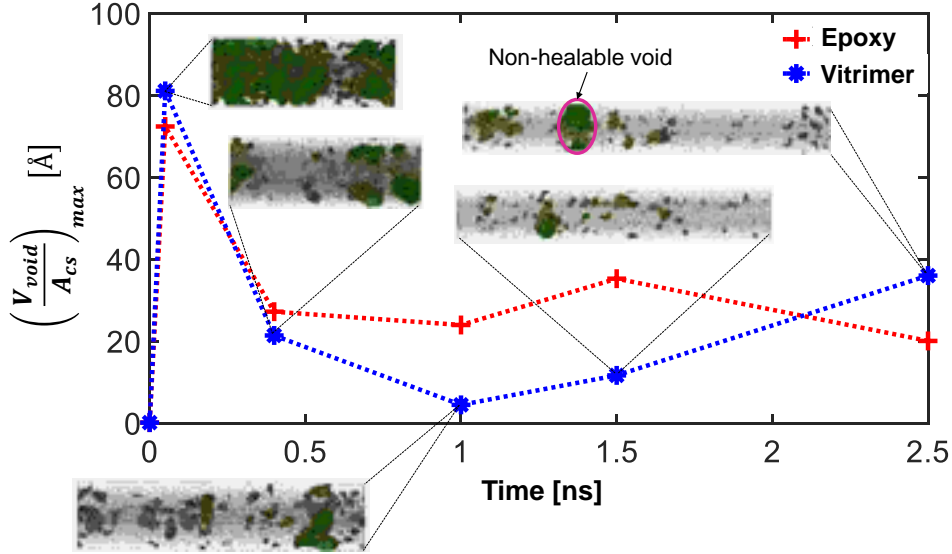 100
80
60
40
20
0
(V_void / A_cs)_max [Å]
Epoxy
Vitrimer
Non-healable void
0 0.5 1 1.5 2 2.5
Time [ns]